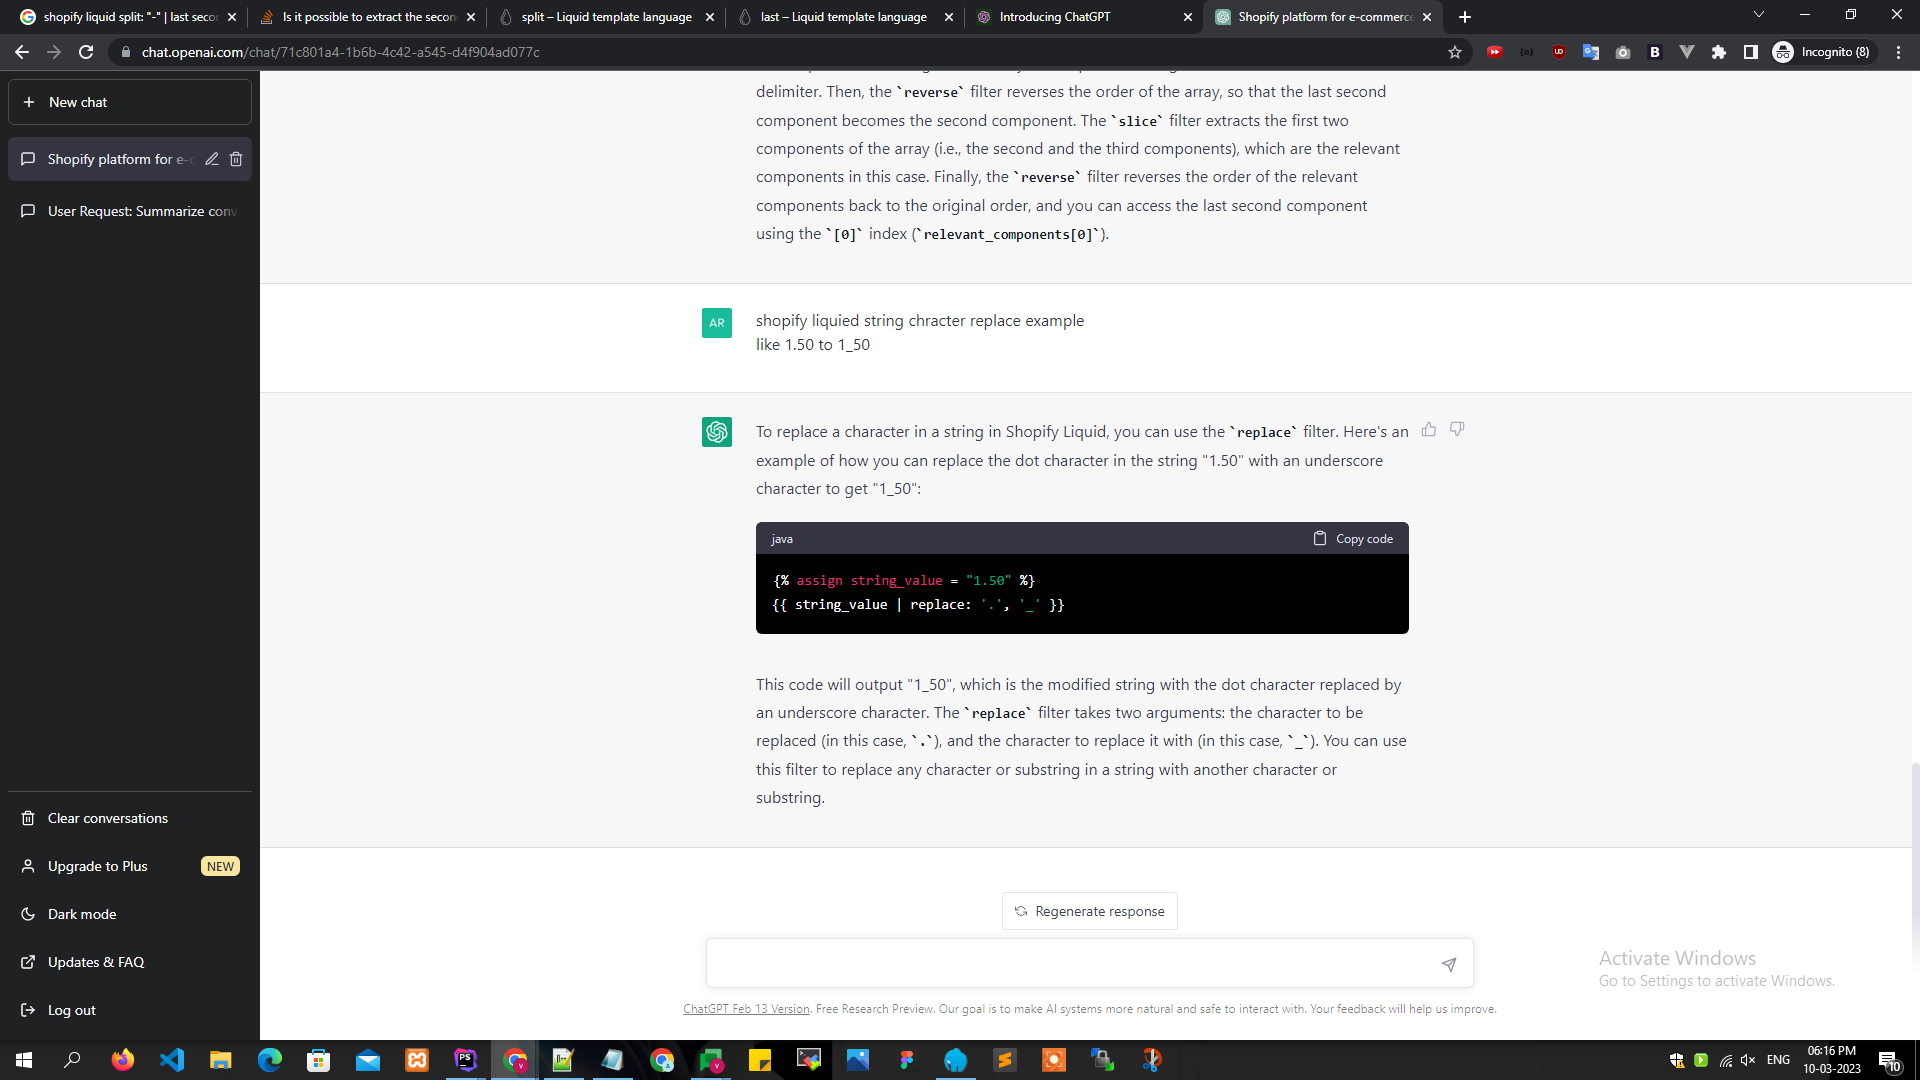 shopify liquid split: "-" | last seco
Is it possible to extract the secon
split – Liquid template language
last – Liquid template language
Introducing ChatGPT
Shopify platform for e-commerce
chat.openai.com/chat/71c801a4-1b6b-4c42-a545-d4f904ad077c
Incognito (8)
New chat
Shopify platform for e-c
User Request: Summarize conv
delimiter. Then, the `reverse` filter reverses the order of the array, so that the last second
component becomes the second component. The `slice` filter extracts the first two
components of the array (i.e., the second and the third components), which are the relevant
components in this case. Finally, the `reverse` filter reverses the order of the relevant
components back to the original order, and you can access the last second component
using the `[0]` index (`relevant_components[0]`).
AR
shopify liquied string chracter replace example
like 1.50 to 1_50
To replace a character in a string in Shopify Liquid, you can use the `replace` filter. Here's an
example of how you can replace the dot character in the string "1.50" with an underscore
character to get "1_50":
java
Copy code
{% assign string_value = "1.50" %}
{{ string_value | replace: '.', '_' }}
This code will output "1_50", which is the modified string with the dot character replaced by
an underscore character. The `replace` filter takes two arguments: the character to be
replaced (in this case, `.`), and the character to replace it with (in this case, `_`). You can use
this filter to replace any character or substring in a string with another character or
substring.
Clear conversations
Upgrade to Plus
NEW
Dark mode
Updates & FAQ
Log out
Regenerate response
Activate Windows
Go to Settings to activate Windows.
ChatGPT Feb 13 Version. Free Research Preview. Our goal is to make AI systems more natural and safe to interact with. Your feedback will help us improve.
ENG
06:16 PM
10-03-2023
10